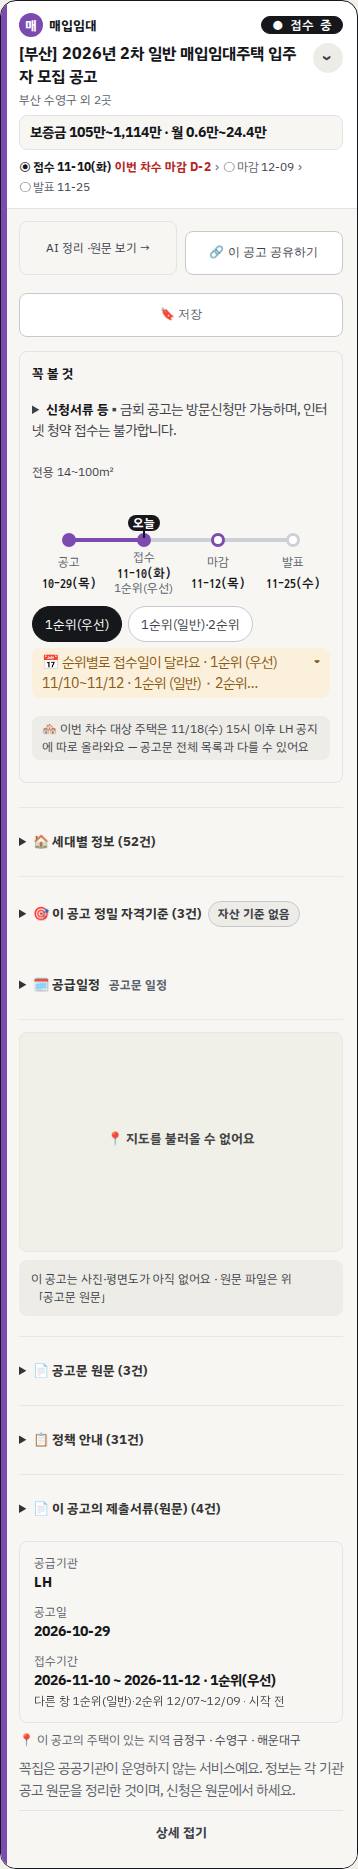 매 매입임대 ● 접수 중
[부산] 2026년 2차 일반 매입임대주택 입주
자 모집 공고
부산 수영구 외 2곳
보증금 105만~1,114만 · 월 0.6만~24.4만
◉ 접수 11-10(화) 이번 차수 마감 D-2 › ○ 마감 12-09 ›
○ 발표 11-25
AI 정리 ·원문 보기 →
🔗 이 공고 공유하기
🔖 저장
꼭 볼 것
▶ 신청서류 등 ▪ 금회 공고는 방문신청만 가능하며, 인터
넷 청약 접수는 불가합니다.
전용 14~100m²
오늘
공고 접수 마감 발표
10-29(목) 11-10(화) 11-12(목) 11-25(수)
1순위(우선)
1순위(우선) 1순위(일반)·2순위
📅 순위별로 접수일이 달라요 · 1순위 (우선)
11/10~11/12 · 1순위 (일반) · 2순위...
🏘️ 이번 차수 대상 주택은 11/18(수) 15시 이후 LH 공지
에 따로 올라와요 — 공고문 전체 목록과 다를 수 있어요
▶ 🏠 세대별 정보 (52건)
▶ 🎯 이 공고 정밀 자격기준 (3건) 자산 기준 없음
▶ 🗓️ 공급일정 공고문 일정
📍 지도를 불러올 수 없어요
이 공고는 사진·평면도가 아직 없어요 · 원문 파일은 위
「공고문 원문」
▶ 📄 공고문 원문 (3건)
▶ 📋 정책 안내 (31건)
▶ 📄 이 공고의 제출서류(원문) (4건)
공급기관
LH
공고일
2026-10-29
접수기간
2026-11-10 ~ 2026-11-12 · 1순위(우선)
다른 창 1순위(일반)·2순위 12/07~12/09 · 시작 전
📍 이 공고의 주택이 있는 지역 금정구 · 수영구 · 해운대구
꼭집은 공공기관이 운영하지 않는 서비스예요. 정보는 각 기관
공고 원문을 정리한 것이며, 신청은 원문에서 하세요.
상세 접기